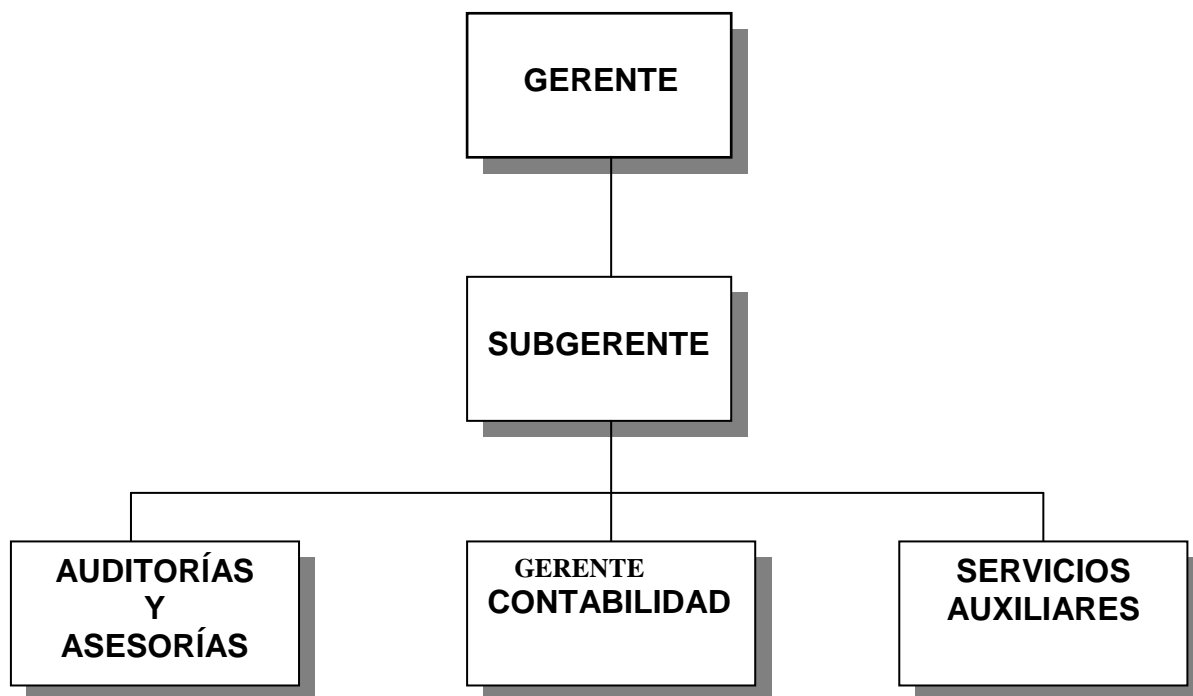 GERENTE
SUBGERENTE
AUDITORÍAS
Y
ASESORÍAS
GERENTE
CONTABILIDAD
SERVICIOS
AUXILIARES